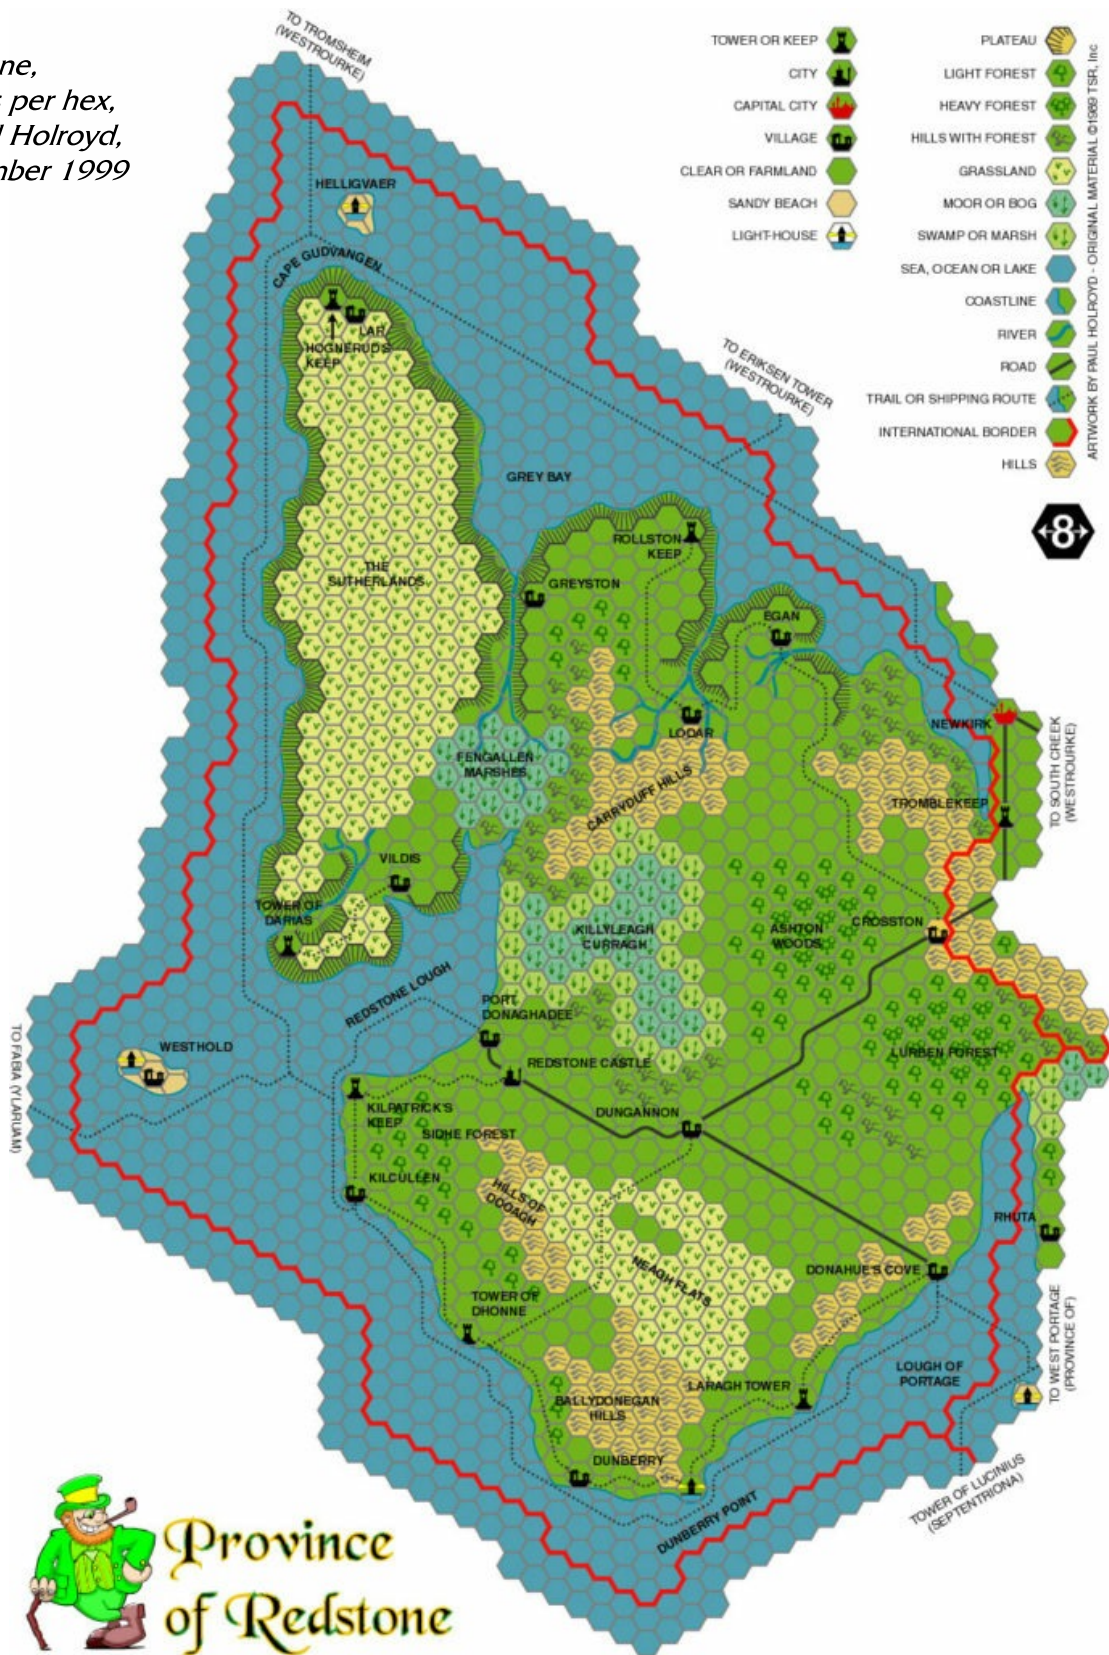 ne,
per hex,
Holroyd,
mber 1999
TO TROMSHEIM
(WESTROURKE)
TOWER OR KEEP
CITY
CAPITAL CITY
VILLAGE
CLEAR OR FARMLAND
SANDY BEACH
LIGHT-HOUSE
PLATEAU
LIGHT FOREST
HEAVY FOREST
HILLS WITH FOREST
GRASSLAND
MOOR OR BOG
SWAMP OR MARSH
SEA, OCEAN OR LAKE
COASTLINE
RIVER
ROAD
TRAIL OR SHIPPING ROUTE
INTERNATIONAL BORDER
HILLS
ARTWORK BY PAUL HOLROYD - ORIGINAL MATERIAL ©1989 TSR, Inc
8
HELLIGVAER
CAPE GUDVANGEN
LAR
HOGNERUD'S
KEEP
TO ERIKSEN TOWER
(WESTROURKE)
GREY BAY
ROLLSTON
KEEP
THE
SUTHERLANDS
GREYSTON
EGAN
NEWKIRK
LOOAR
TO SOUTH CREEK
(WESTROURKE)
FENGALLEN
MARSHES
CARRYDUFF HILLS
TROMBLEKEEP
VILDIS
TOWER OF
DARIAS
KILLYLEAGH
CURRAGH
ASHTON
WOODS
CROSSTON
REDSTONE LOUGH
PORT
DONAGHADEE
WESTHOLD
TO FABIA (YLARUAM)
REDSTONE CASTLE
LURBEN FOREST
KILPATRICK'S
KEEP
DUNGANNON
SIDHE FOREST
KILCULLEN
HILLS OF
DOOAGH
RHUTA
NEAGH FLATS
DONAHUE'S COVE
TOWER OF
DHONNE
TO WEST PORTAGE
(PROVINCE OF)
LOUGH OF
PORTAGE
LARAGH TOWER
BALLYDONEGAN
HILLS
DUNBERRY
DUNBERRY POINT
TOWER OF LUCINIUS
(SEPTENTRIONA)
Province
of Redstone